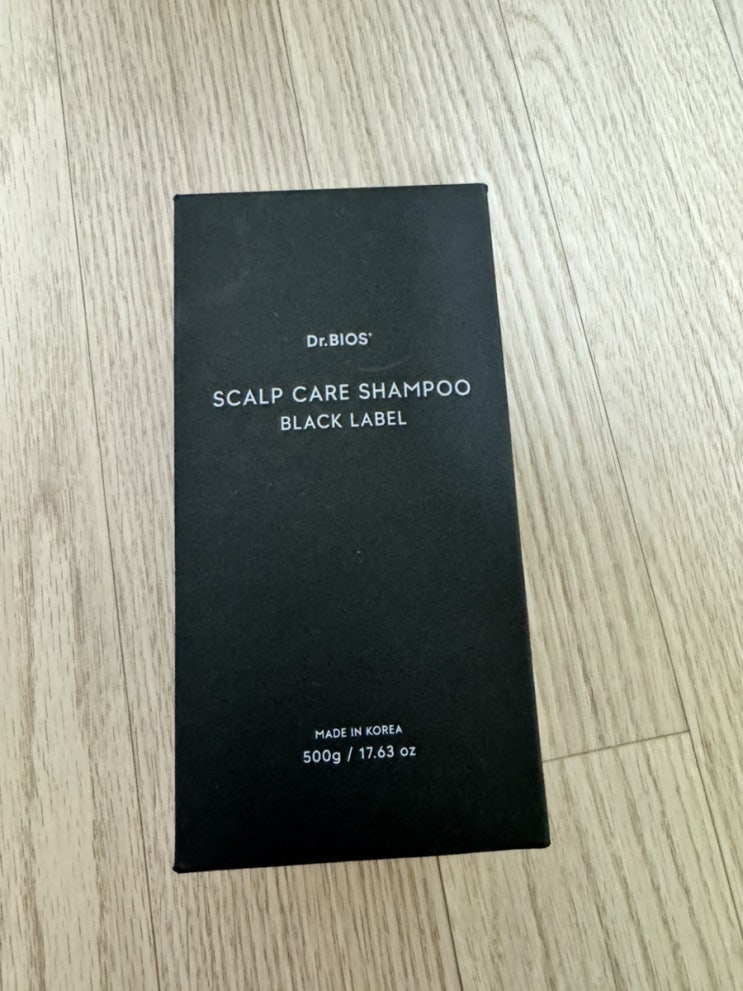 Dr.BIOS
SCALP CARE SHAMPOO
BLACK LABEL
MADE IN KOREA
500g / 17.63 oz